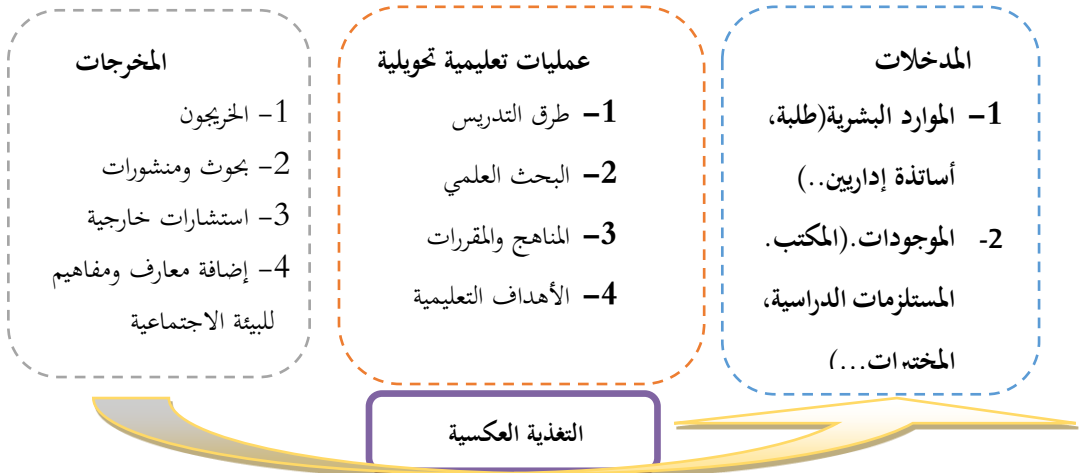 المدخلات
1– الموارد البشرية(طلبة،
أساتذة إداريين..)
2- الموجودات.(المكتب.
المستلزمات الدراسية،
المختبرات...)
عمليات تعليمية تحويلية
1– طرق التدريس
2– البحث العلمي
3– المناهج والمقررات
4– الأهداف التعليمية
المخرجات
1– الخريجون
2– بحوث ومنشورات
3– استشارات خارجية
4– إضافة معارف ومفاهيم
للبيئة الاجتماعية
التغذية العكسية